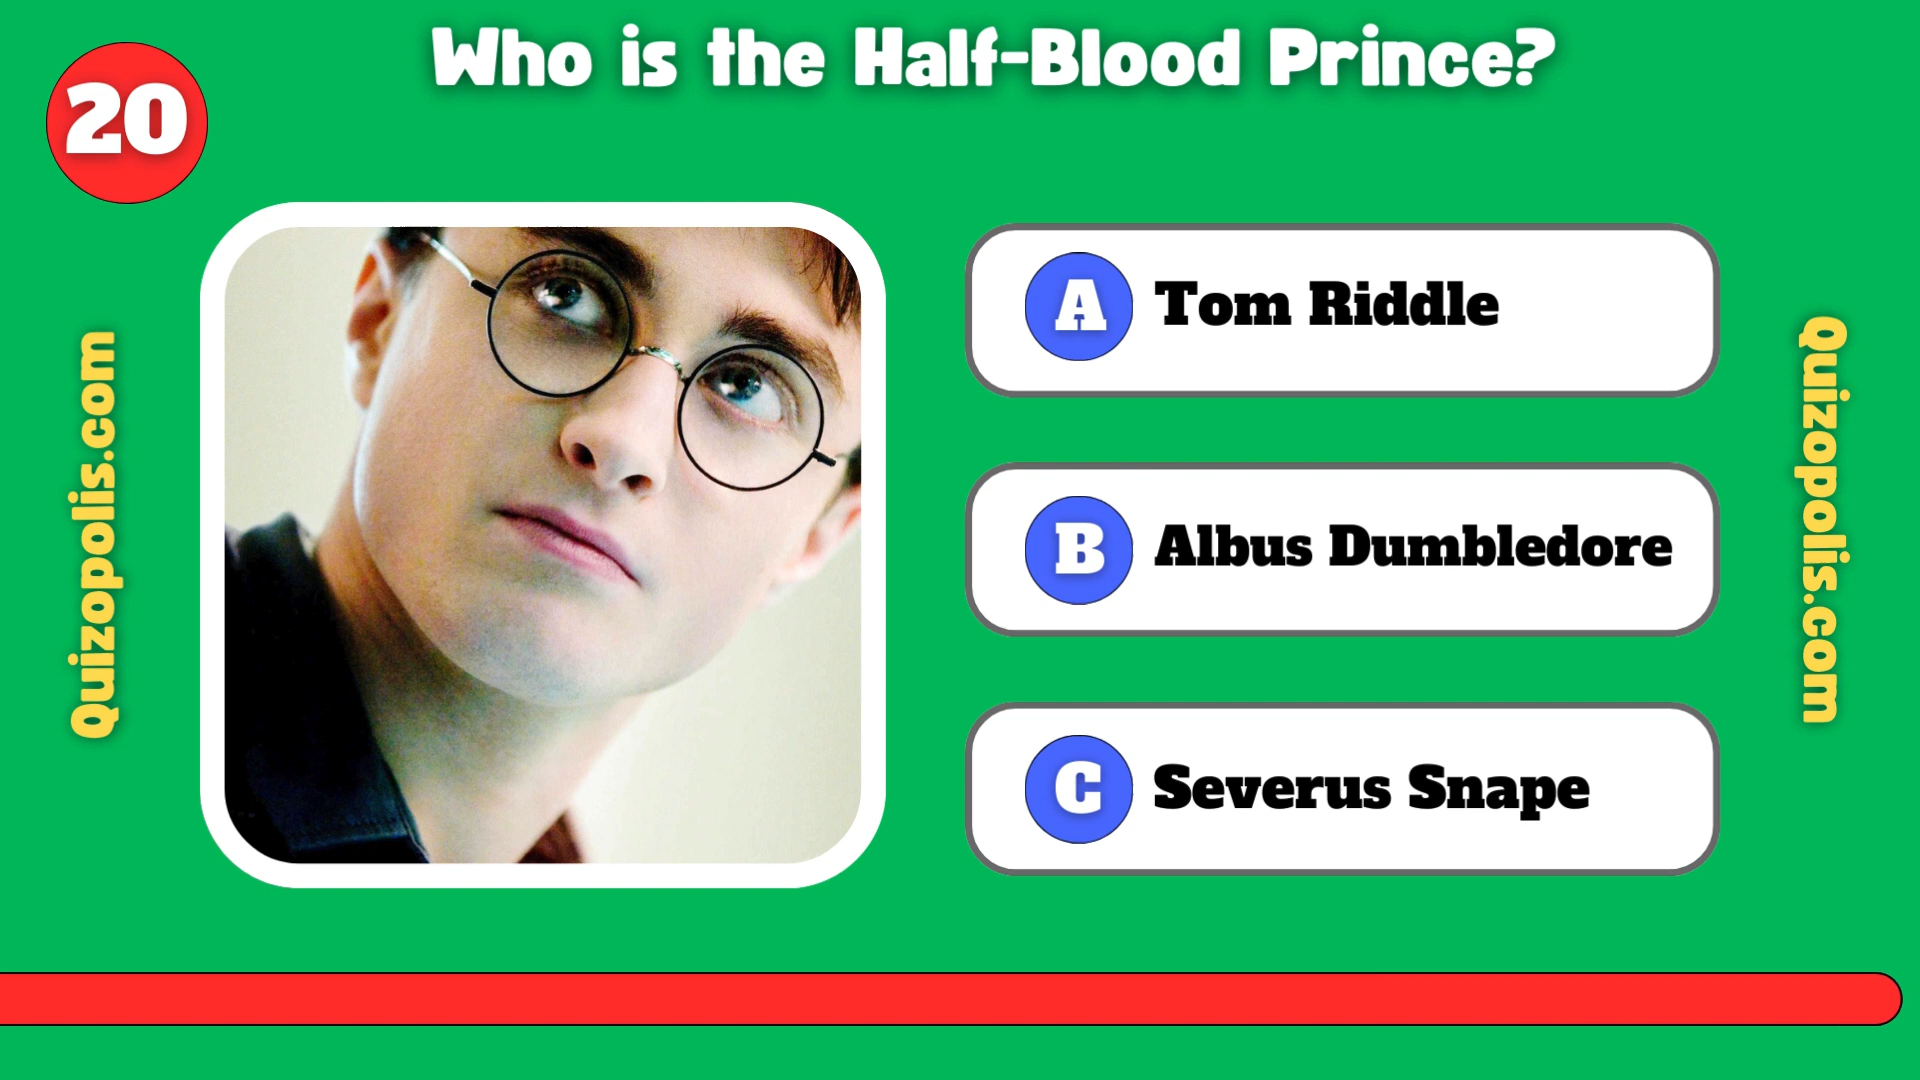 Who is the Half-Blood Prince?
20
A Tom Riddle
B Albus Dumbledore
C Severus Snape
Quizopolis.com
Quizopolis.com